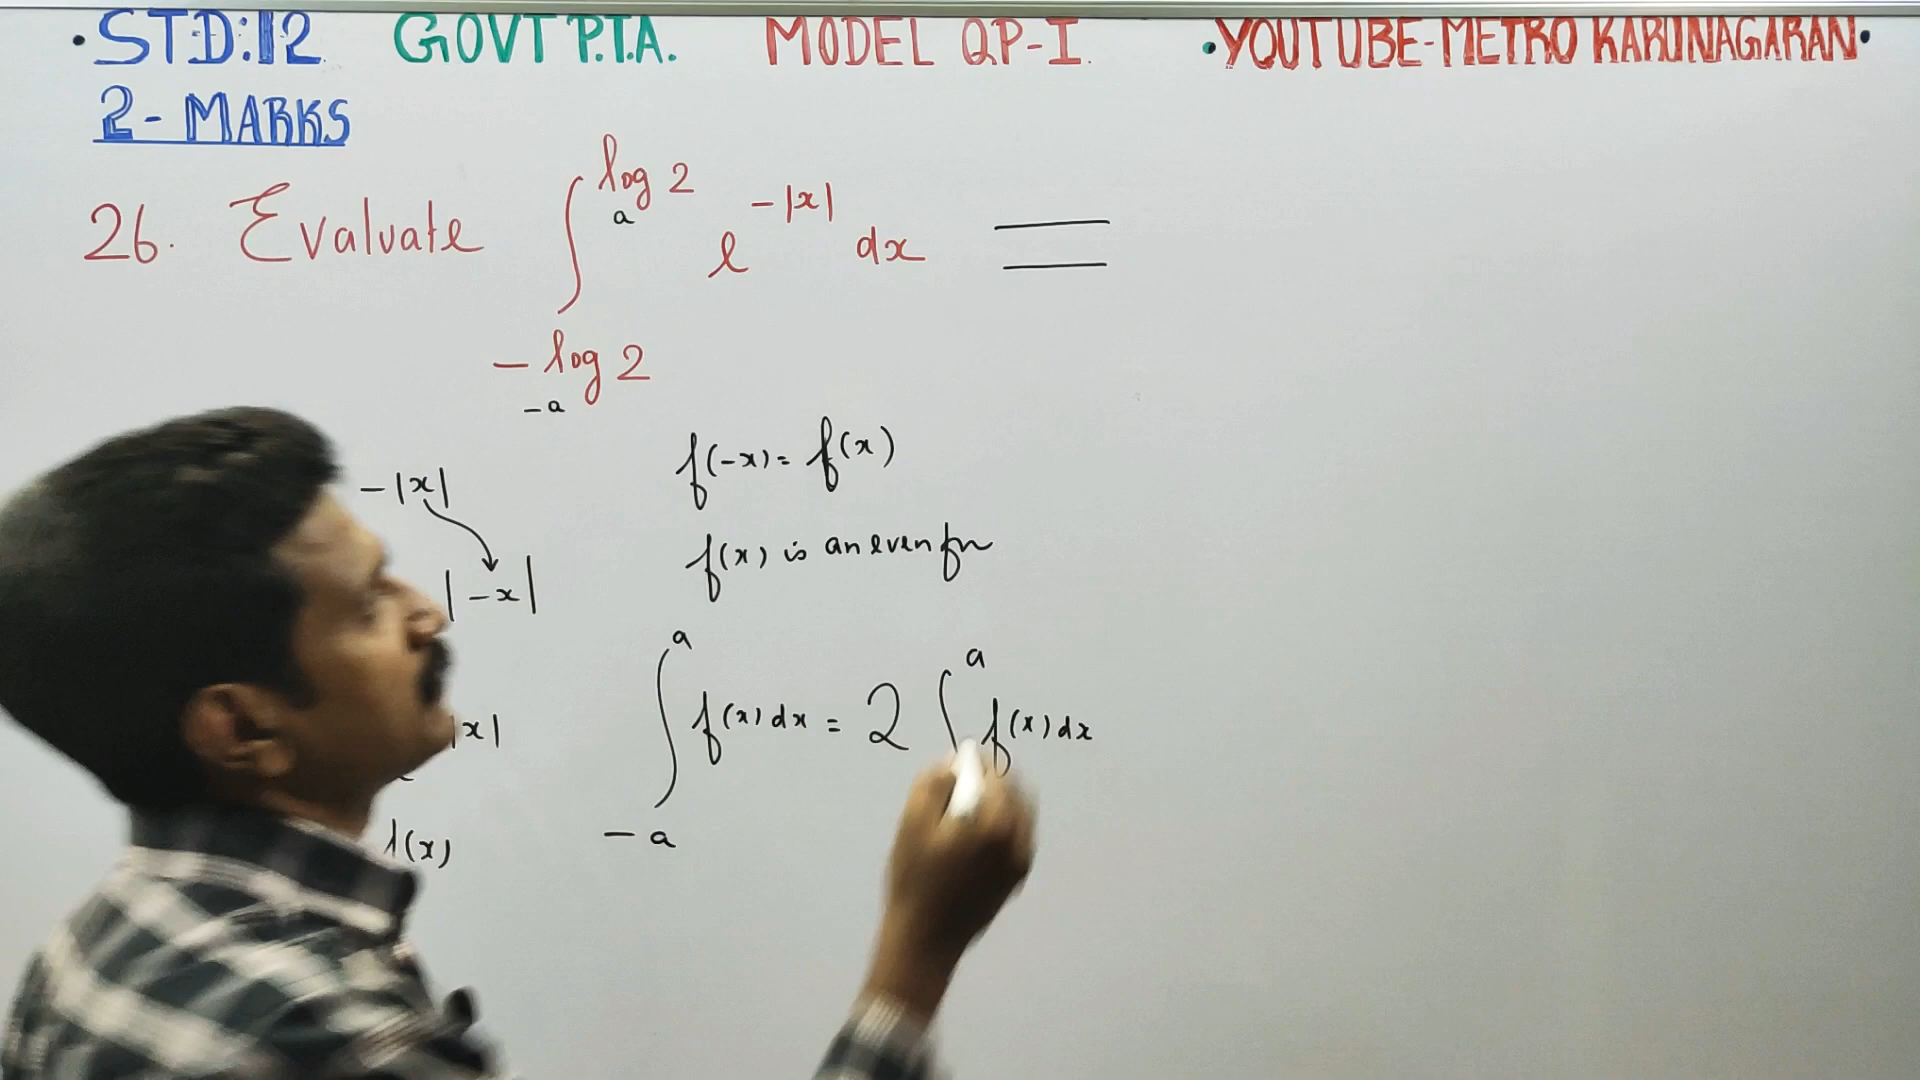 • STD:12 GOVT P.T.A. MODEL QP-I. • YOUTUBE-METRO KARUNAGARAN •
2 - MARKS
26. Evaluate ∫ log 2 a - log 2 - a e^-|x| dx =
- |x|
|-x|
|x|
(x)
f(-x) = f(x)
f(x) is an even fn
∫ a - a f(x) dx = 2 ∫ a f(x) dx